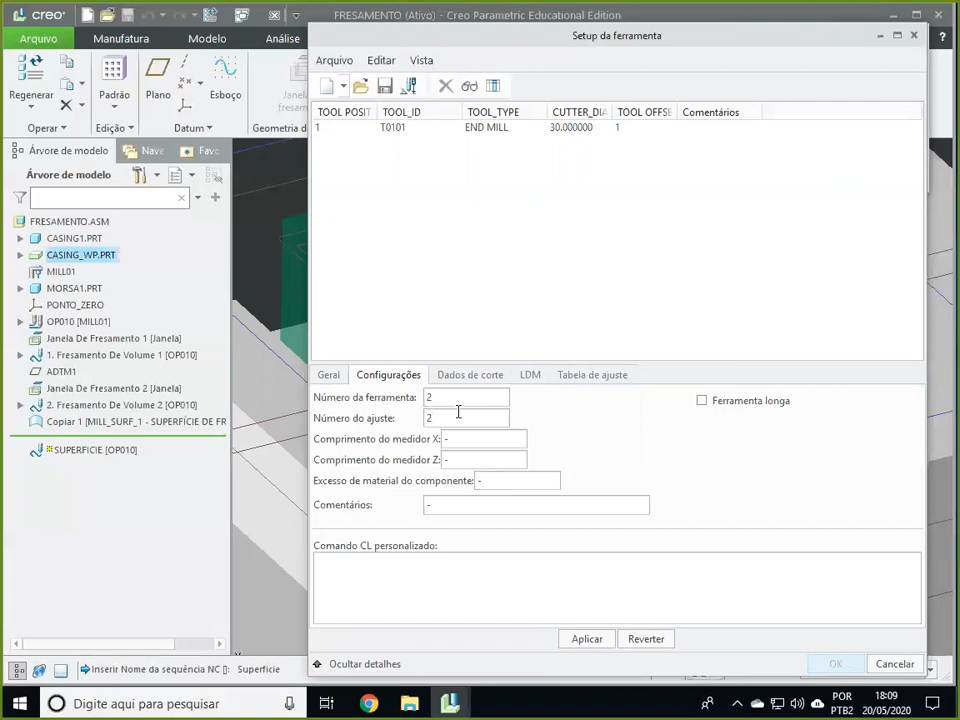 creo
FRESAMENTO (Ativo) - Creo Parametric Educational Edition
Arquivo
Manufatura
Modelo
Análise
Regenerar
Operar
Padrão
Edição
Plano
Esboço
Datum
Geometria d
Árvore de modelo
Nave
Favo
Árvore de modelo
FRESAMENTO.ASM
CASING1.PRT
CASING_WP.PRT
MILL01
MORSA1.PRT
PONTO_ZERO
OP010 [MILL01]
Janela De Fresamento 1 [Janela]
1. Fresamento De Volume 1 [OP010]
ADTM1
Janela De Fresamento 2 [Janela]
2. Fresamento De Volume 2 [OP010]
Copiar 1 [MILL_SURF_1 - SUPERFÍCIE DE FR
SUPERFICIE [OP010]
Inserir Nome da sequência NC [: Superficie
Setup da ferramenta
Arquivo Editar Vista
TOOL POSIT TOOL_ID TOOL_TYPE CUTTER_DIA TOOL OFFSE Comentários
1 T0101 END MILL 30.000000 1
Geral Configurações Dados de corte LDM Tabela de ajuste
Número da ferramenta: 2
Ferramenta longa
Número do ajuste: 2
Comprimento do medidor X: -
Comprimento do medidor Z: -
Excesso de material do componente: -
Comentários: -
Comando CL personalizado:
Aplicar Reverter
Ocultar detalhes
OK Cancelar
Digite aqui para pesquisar
POR
PTB2
18:09
20/05/2020